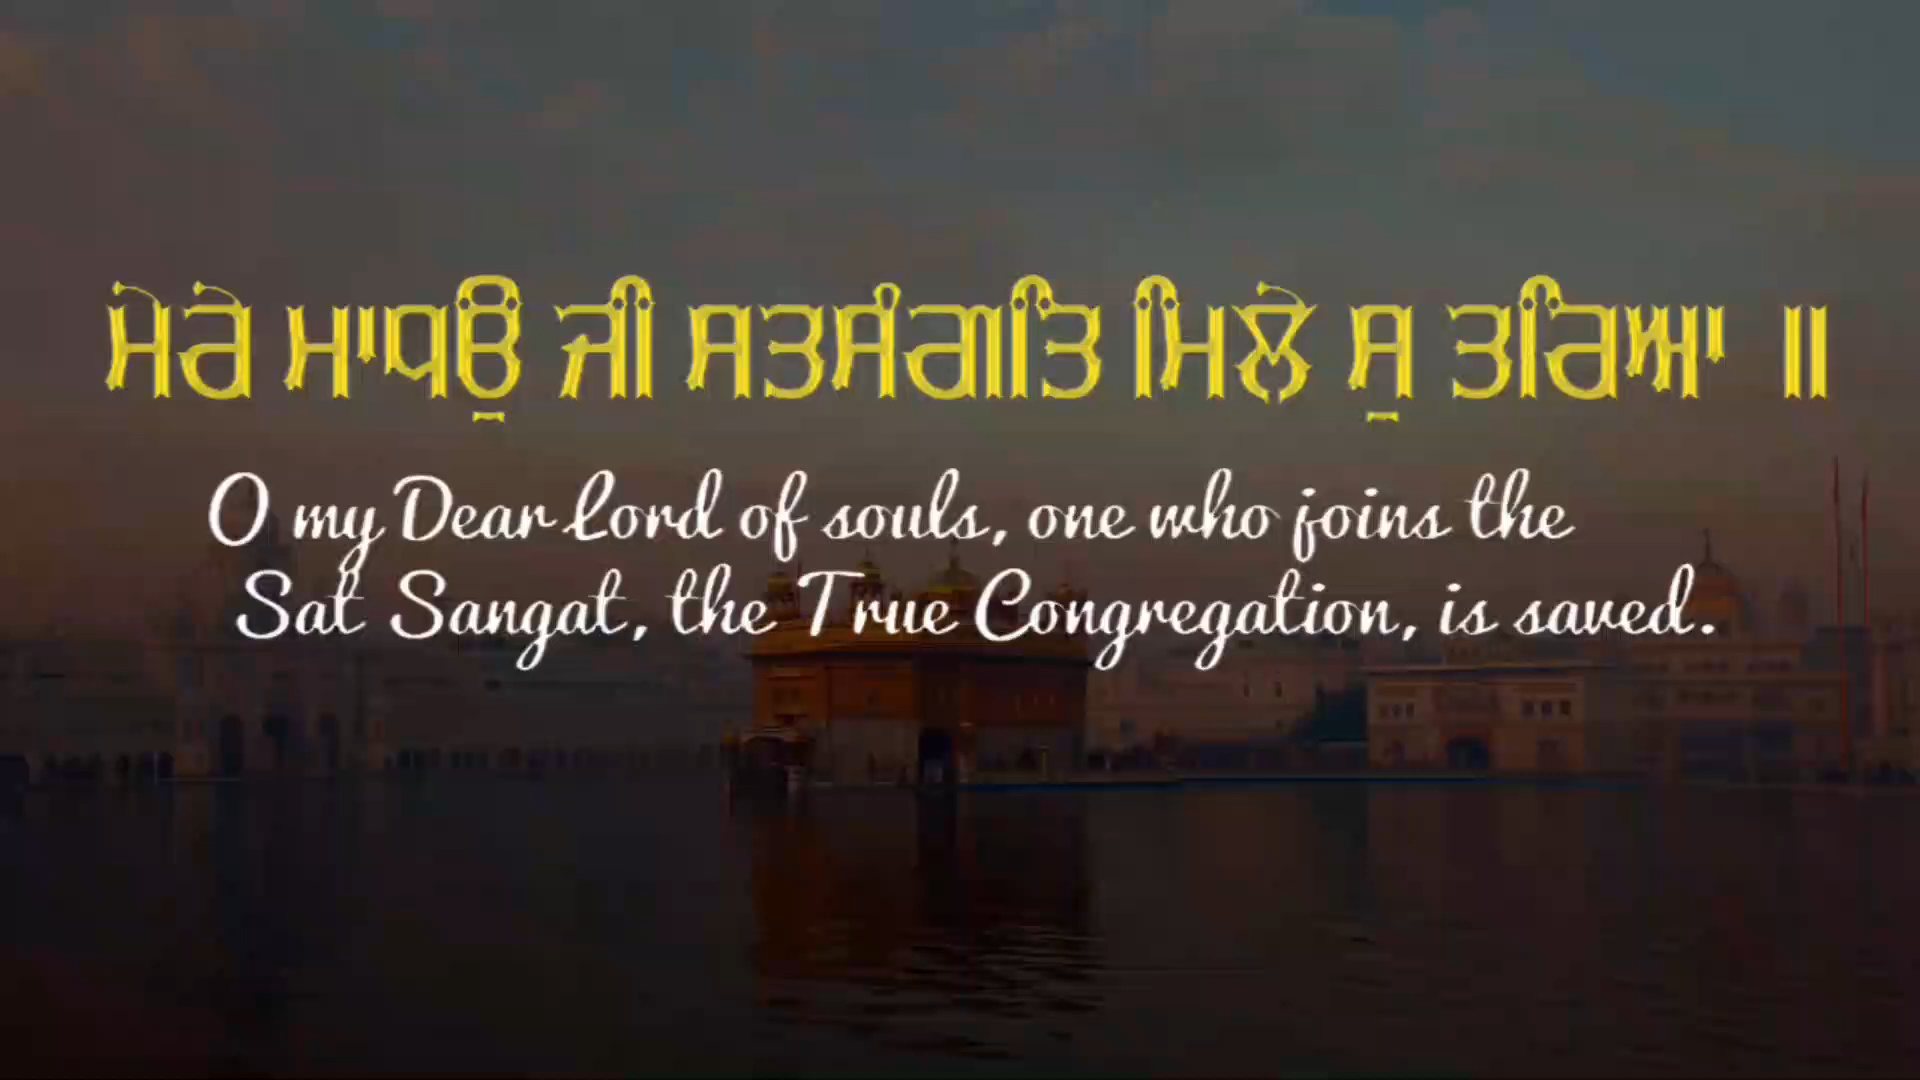 ਮੇਰੇ ਮਾਧਉ ਜੀ ਸਤਸੰਗਤਿ ਮਿਲੇ ਸੁ ਤਰਿਆ ॥
O my Dear Lord of souls, one who joins the
Sat Sangat, the True Congregation, is saved.